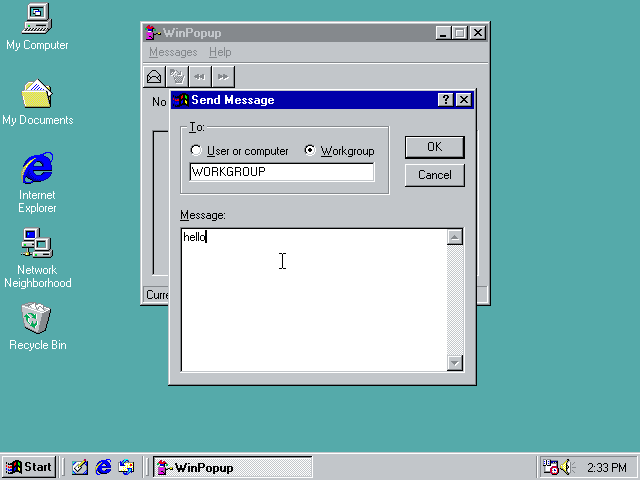 My Computer
My Documents
Internet
Explorer
Network
Neighborhood
Recycle Bin
WinPopup
Messages Help
No
Send Message
To:
User or computer
Workgroup
WORKGROUP
OK
Cancel
Message:
hello
Curre
Start
WinPopup
2:33 PM